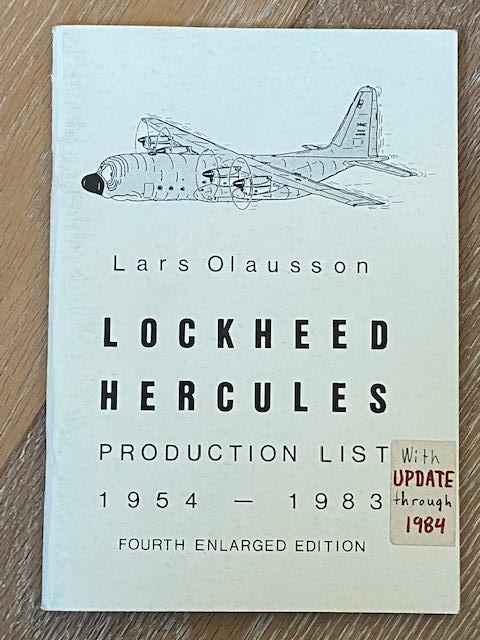 Lars Olausson
LOCKHEED
HERCULES
PRODUCTION LIST
1954 — 1983
FOURTH ENLARGED EDITION
With
UPDATE
through
1984